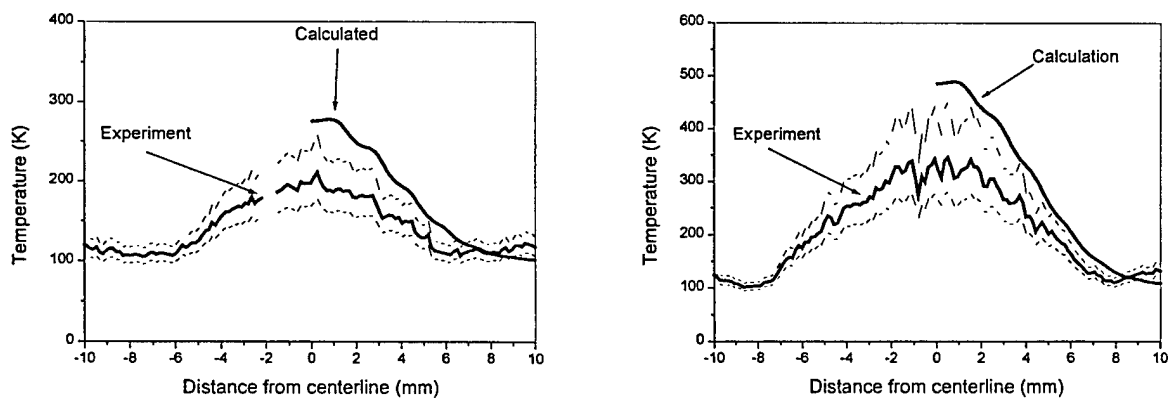 400
300
200
100
0
Temperature (K)
Calculated
Experiment
-10 -8 -6 -4 -2 0 2 4 6 8 10
Distance from centerline (mm)
600
500
400
300
200
100
0
Temperature (K)
Calculation
Experiment
-10 -8 -6 -4 -2 0 2 4 6 8 10
Distance from centerline (mm)